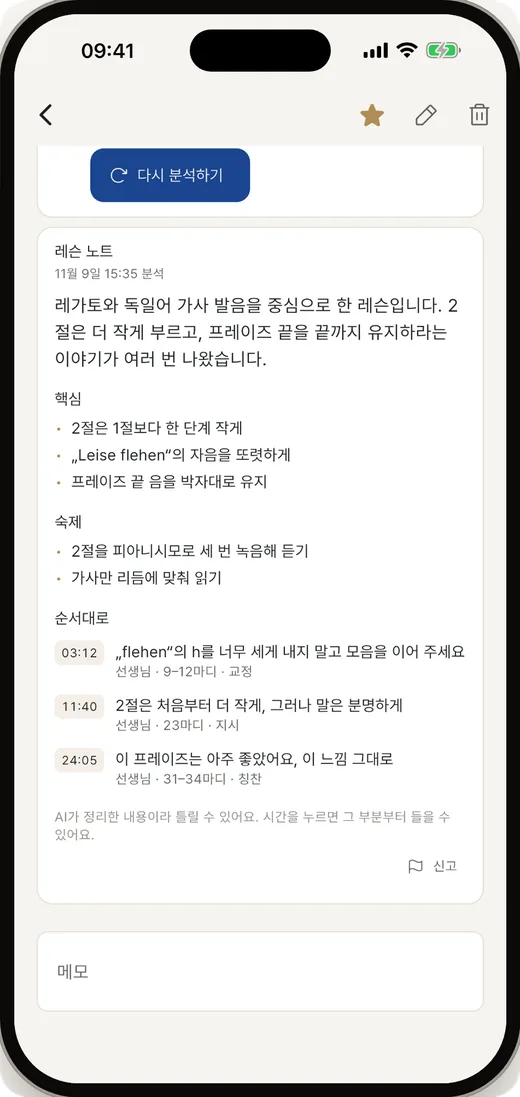 09:41
다시 분석하기
레슨 노트
11월 9일 15:35 분석
레가토와 독일어 가사 발음을 중심으로 한 레슨입니다. 2
절은 더 작게 부르고, 프레이즈 끝을 끝까지 유지하라는
이야기가 여러 번 나왔습니다.
핵심
• 2절은 1절보다 한 단계 작게
• „Leise flehen“의 자음을 또렷하게
• 프레이즈 끝 음을 박자대로 유지
숙제
• 2절을 피아니시모로 세 번 녹음해 듣기
• 가사만 리듬에 맞춰 읽기
순서대로
03:12 „flehen“의 h를 너무 세게 내지 말고 모음을 이어 주세요
선생님 · 9–12마디 · 교정
11:40 2절은 처음부터 더 작게, 그러나 말은 분명하게
선생님 · 23마디 · 지시
24:05 이 프레이즈는 아주 좋았어요, 이 느낌 그대로
선생님 · 31–34마디 · 칭찬
AI가 정리한 내용이라 틀릴 수 있어요. 시간을 누르면 그 부분부터 들을 수
있어요.
신고
메모